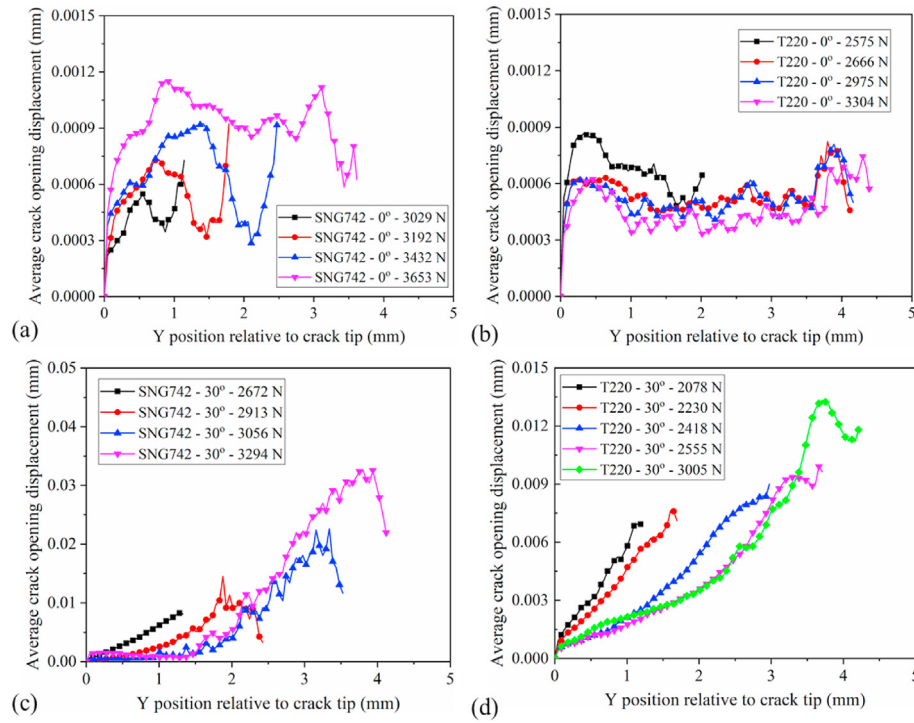 Average crack opening displacement (mm)
0.0015
0.0012
0.0009
0.0006
0.0003
0.0000
SNG742 - 0° - 3029 N
SNG742 - 0° - 3192 N
SNG742 - 0° - 3432 N
SNG742 - 0° - 3653 N
0 1 2 3 4 5
Y position relative to crack tip (mm)
(a)
Average crack opening displacement (mm)
0.0015
0.0012
0.0009
0.0006
0.0003
0.0000
T220 - 0° - 2575 N
T220 - 0° - 2666 N
T220 - 0° - 2975 N
T220 - 0° - 3304 N
0 1 2 3 4 5
Y position relative to crack tip (mm)
(b)
Average crack opening displacement (mm)
0.05
0.04
0.03
0.02
0.01
0.00
SNG742 - 30° - 2672 N
SNG742 - 30° - 2913 N
SNG742 - 30° - 3056 N
SNG742 - 30° - 3294 N
0 1 2 3 4 5
Y position relative to crack tip (mm)
(c)
Average crack opening displacement (mm)
0.015
0.012
0.009
0.006
0.003
0.000
T220 - 30° - 2078 N
T220 - 30° - 2230 N
T220 - 30° - 2418 N
T220 - 30° - 2555 N
T220 - 30° - 3005 N
0 1 2 3 4 5
Y position relative to crack tip (mm)
(d)